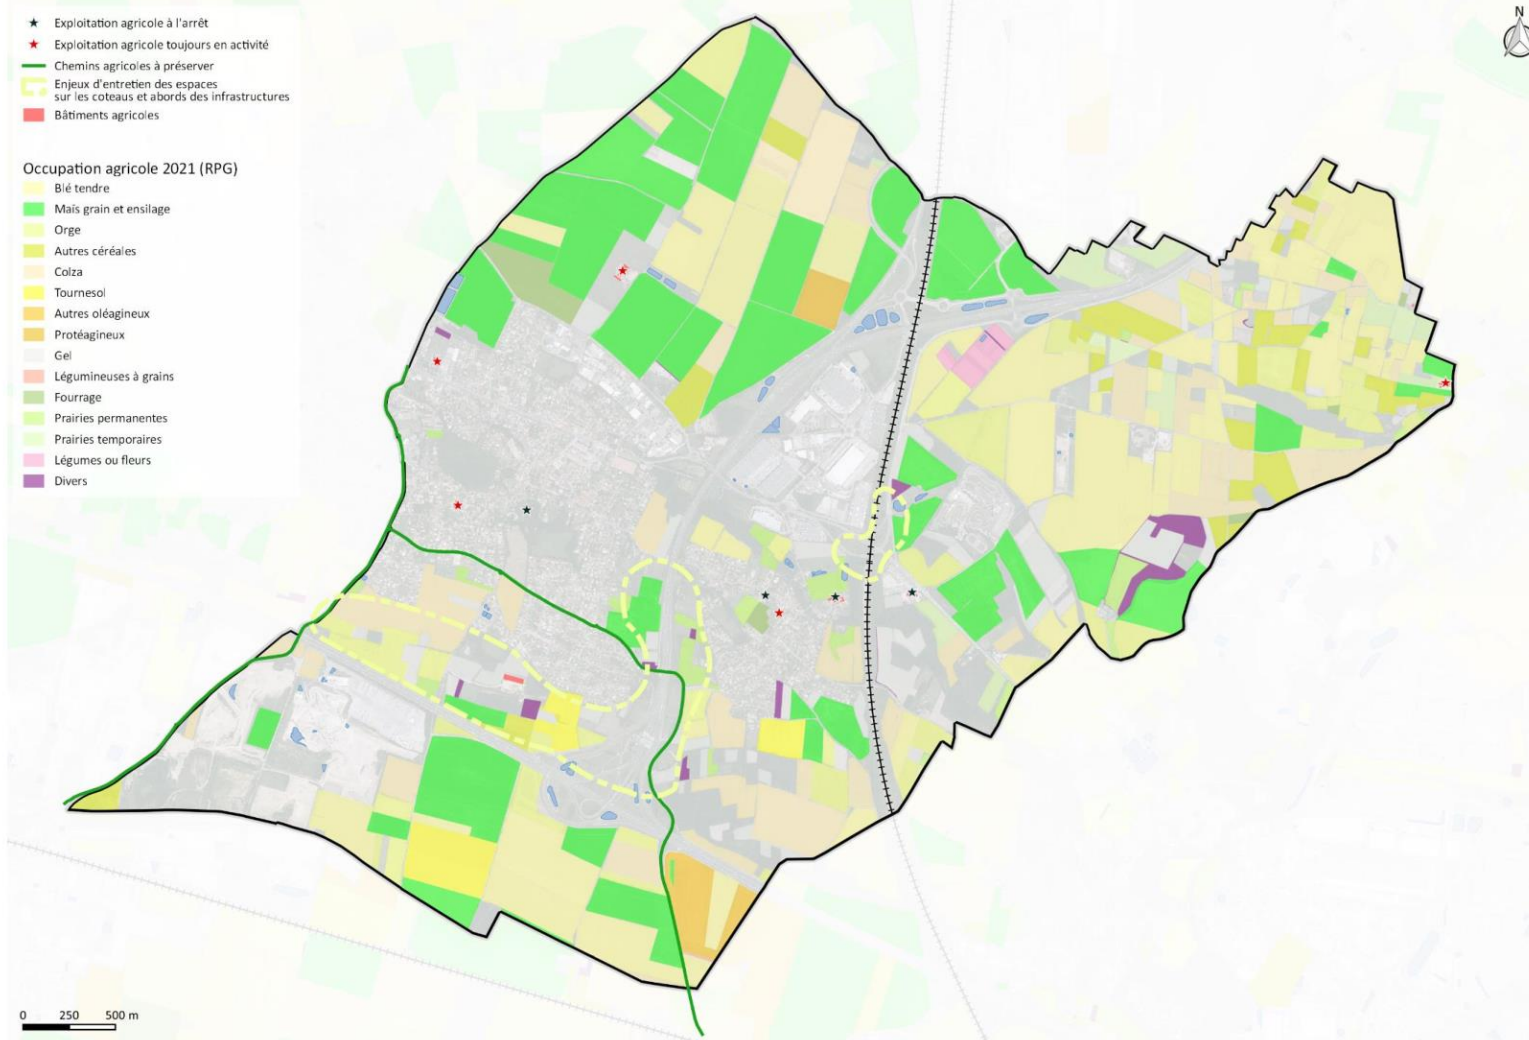 N
Exploitation agricole à l'arrêt
Exploitation agricole toujours en activité
Chemins agricoles à préserver
Enjeux d'entretien des espaces
sur les coteaux et abords des infrastructures
Bâtiments agricoles
Occupation agricole 2021 (RPG)
Blé tendre
Maïs grain et ensilage
Orge
Autres céréales
Colza
Tournesol
Autres oléagineux
Protéagineux
Gel
Légumineuses à grains
Fourrage
Prairies permanentes
Prairies temporaires
Légumes ou fleurs
Divers
0 250 500 m